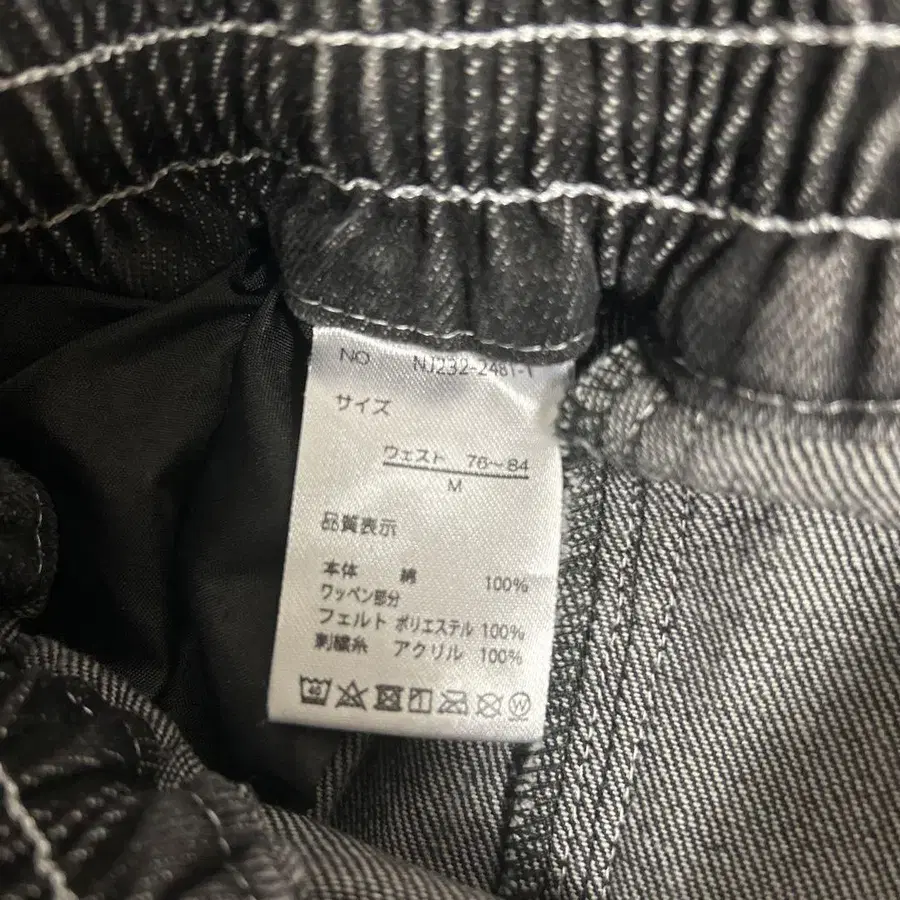 NO. NJ232-2481-1
サイズ
ウェスト 76～84
M
品質表示
本体 綿 100%
ワッペン部分
フェルト ポリエステル 100%
刺繍糸 アクリル 100%
40
W